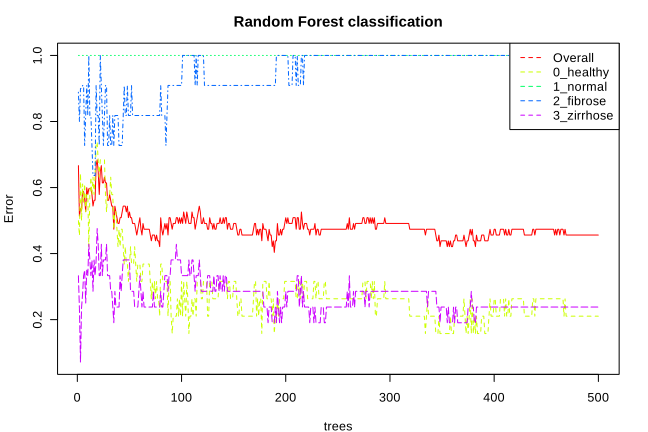 Random Forest classification
Error
1.0
0.8
0.6
0.4
0.2
Overall
0_healthy
1_normal
2_fibrose
3_zirrhose
0 100 200 300 400 500
trees